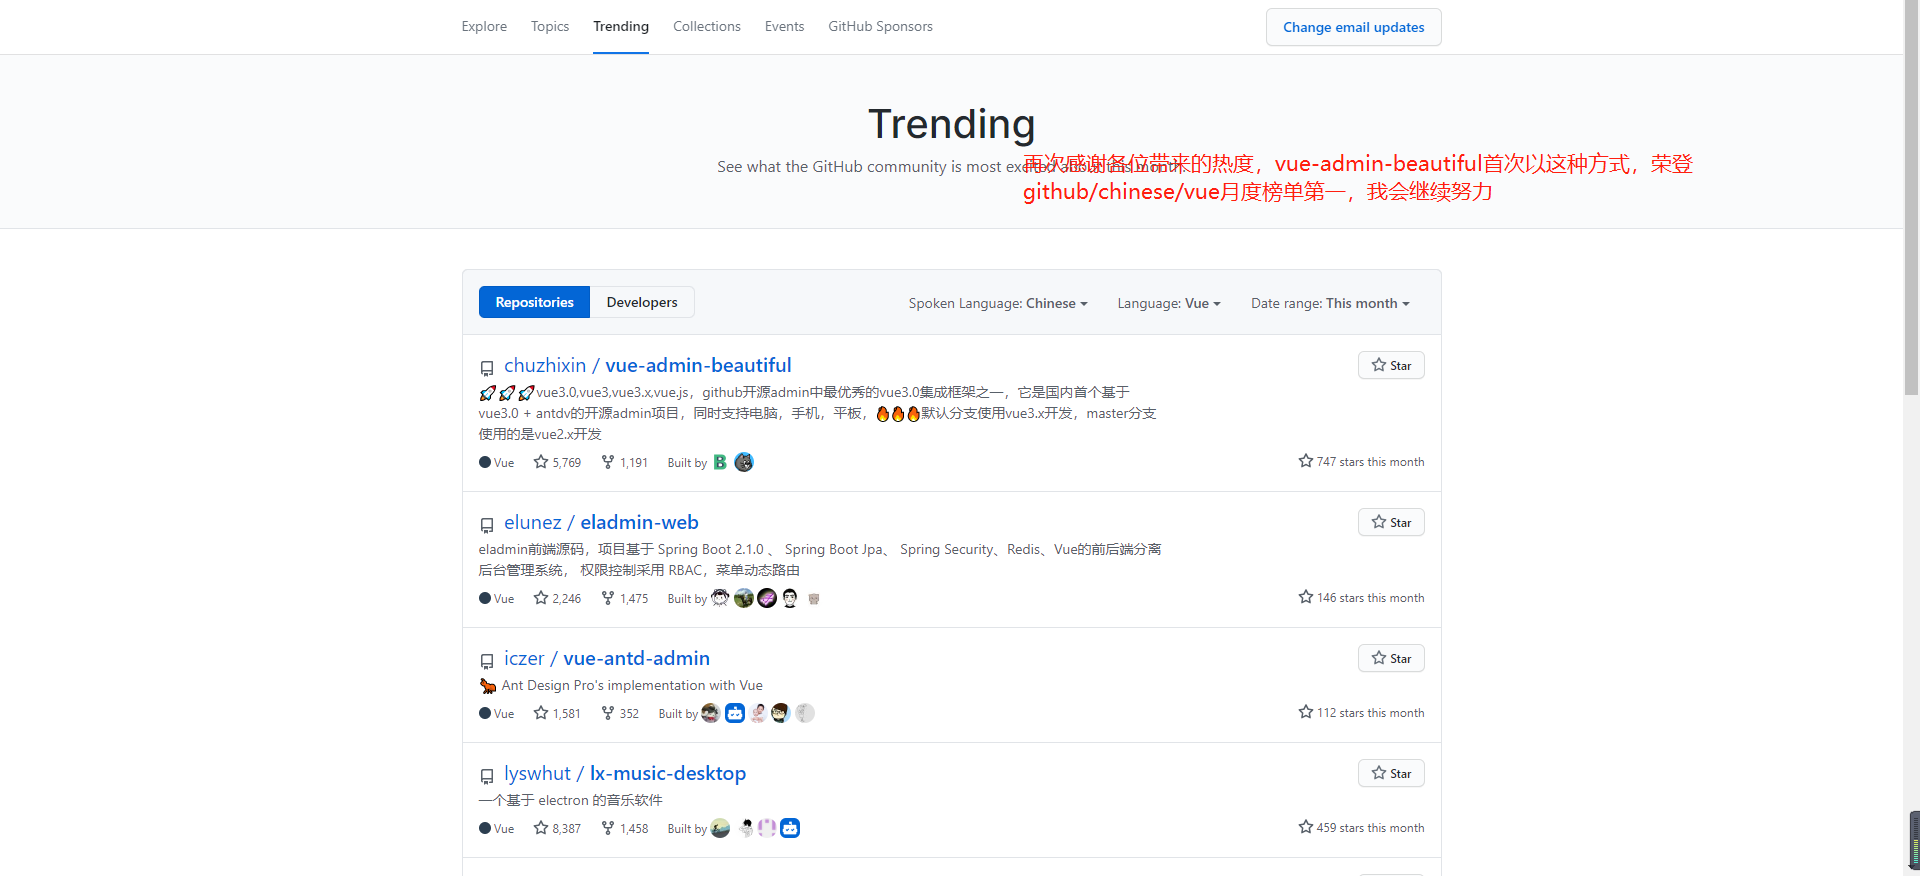 Explore Topics Trending Collections Events GitHub Sponsors Change email updates
Trending
See what the GitHub community is most excited about this month.
再次感谢各位带来的热度，vue-admin-beautiful首次以这种方式，荣登
github/chinese/vue月度榜单第一，我会继续努力
Repositories Developers Spoken Language: Chinese Language: Vue Date range: This month
chuzhixin / vue-admin-beautiful Star
🚀🚀🚀vue3.0,vue3,vue3.x,vue.js，github开源admin中最优秀的vue3.0集成框架之一，它是国内首个基于
vue3.0 + antdv的开源admin项目，同时支持电脑，手机，平板，🔥🔥🔥默认分支使用vue3.x开发，master分支
使用的是vue2.x开发
Vue 5,769 1,191 Built by 747 stars this month
elunez / eladmin-web Star
eladmin前端源码，项目基于 Spring Boot 2.1.0 、 Spring Boot Jpa、 Spring Security、Redis、Vue的前后端分离
后台管理系统， 权限控制采用 RBAC，菜单动态路由
Vue 2,246 1,475 Built by 146 stars this month
iczer / vue-antd-admin Star
🐜 Ant Design Pro's implementation with Vue
Vue 1,581 352 Built by 112 stars this month
lyswhut / lx-music-desktop Star
一个基于 electron 的音乐软件
Vue 8,387 1,458 Built by 459 stars this month